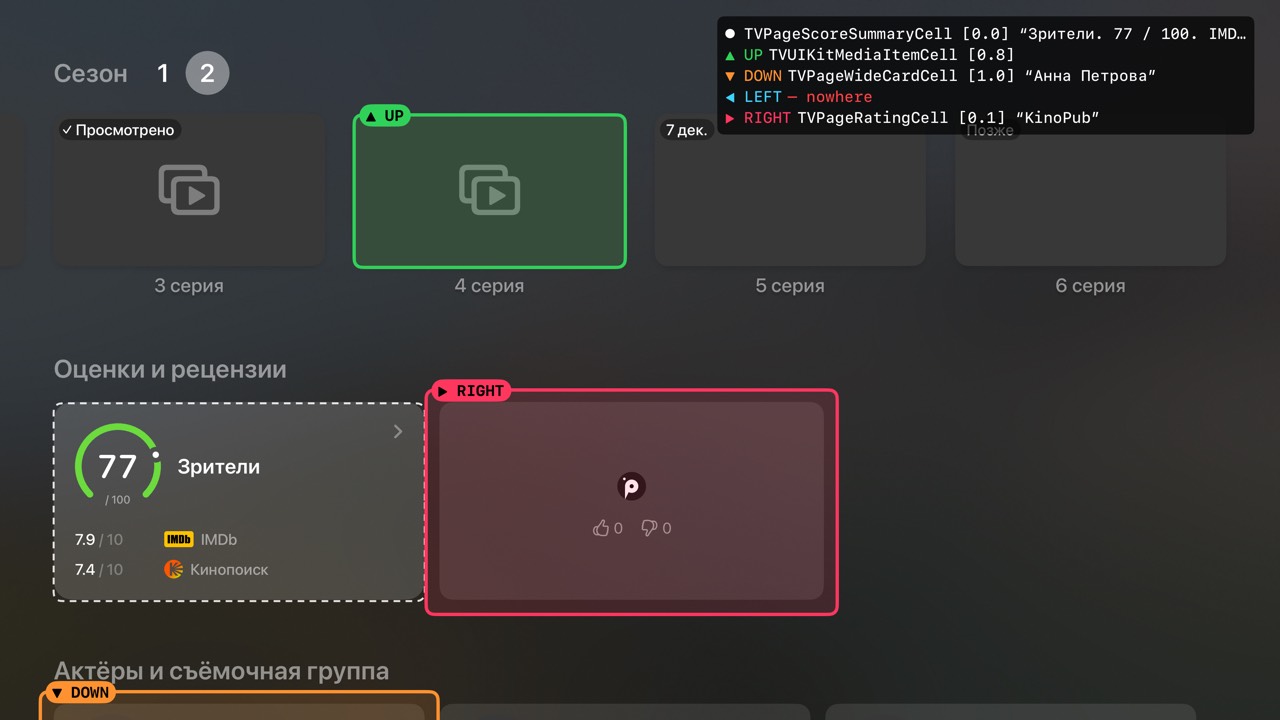 TVPageScoreSummaryCell [0.0] “Зрители. 77 / 100. IMD…
▲ UP TVUIKitMediaItemCell [0.8]
▼ DOWN TVPageWideCardCell [1.0] “Анна Петрова”
◀ LEFT — nowhere
▶ RIGHT TVPageRatingCell [0.1] “KinoPub”
Сезон 1 2
✓ Просмотрено
▲ UP
7 дек.
Позже
3 серия
4 серия
5 серия
6 серия
Оценки и рецензии
▶ RIGHT
77
/ 100
Зрители
7.9 / 10 IMDb IMDb
7.4 / 10 Кинопоиск
0 0
Актёры и съёмочная группа
▼ DOWN